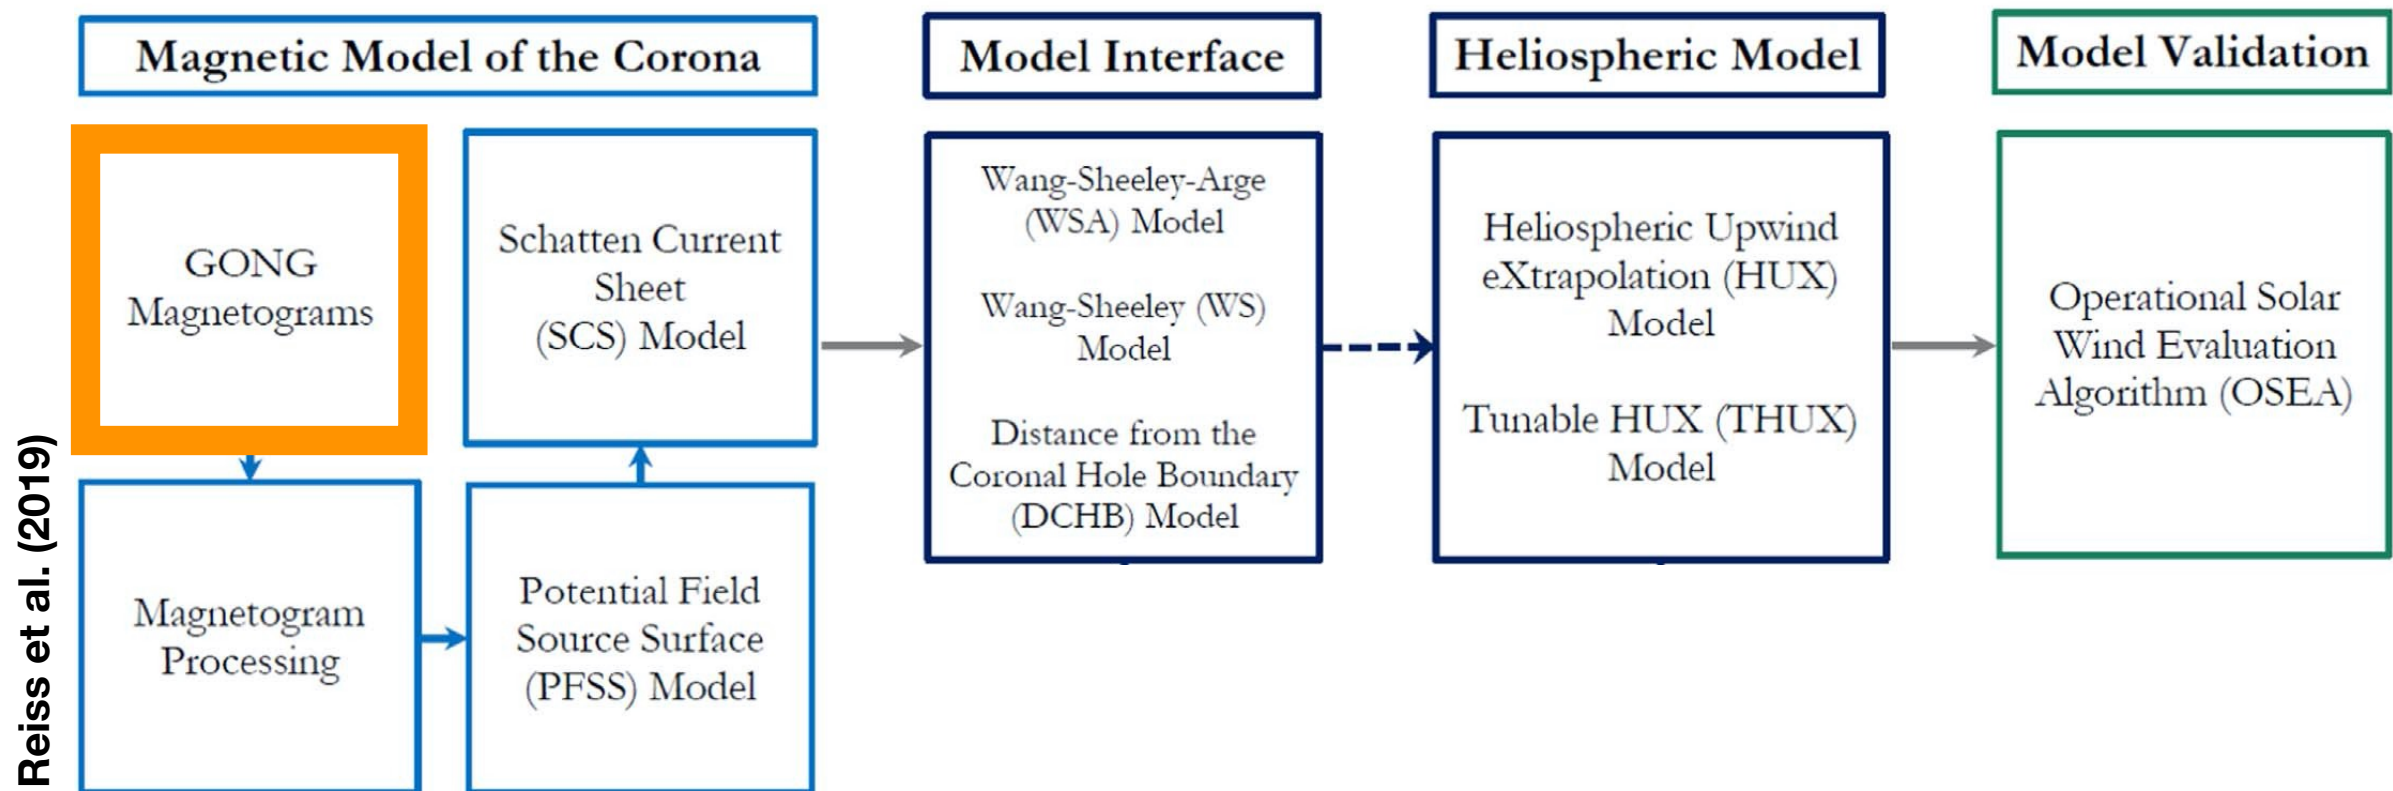 Magnetic Model of the Corona
Model Interface
Heliospheric Model
Model Validation
GONG
Magnetograms
Schatten Current
Sheet
(SCS) Model
Magnetogram
Processing
Potential Field
Source Surface
(PFSS) Model
Wang-Sheeley-Arge
(WSA) Model
Wang-Sheeley (WS)
Model
Distance from the
Coronal Hole Boundary
(DCHB) Model
Heliospheric Upwind
eXtrapolation (HUX)
Model
Tunable HUX (THUX)
Model
Operational Solar
Wind Evaluation
Algorithm (OSEA)
Reiss et al. (2019)